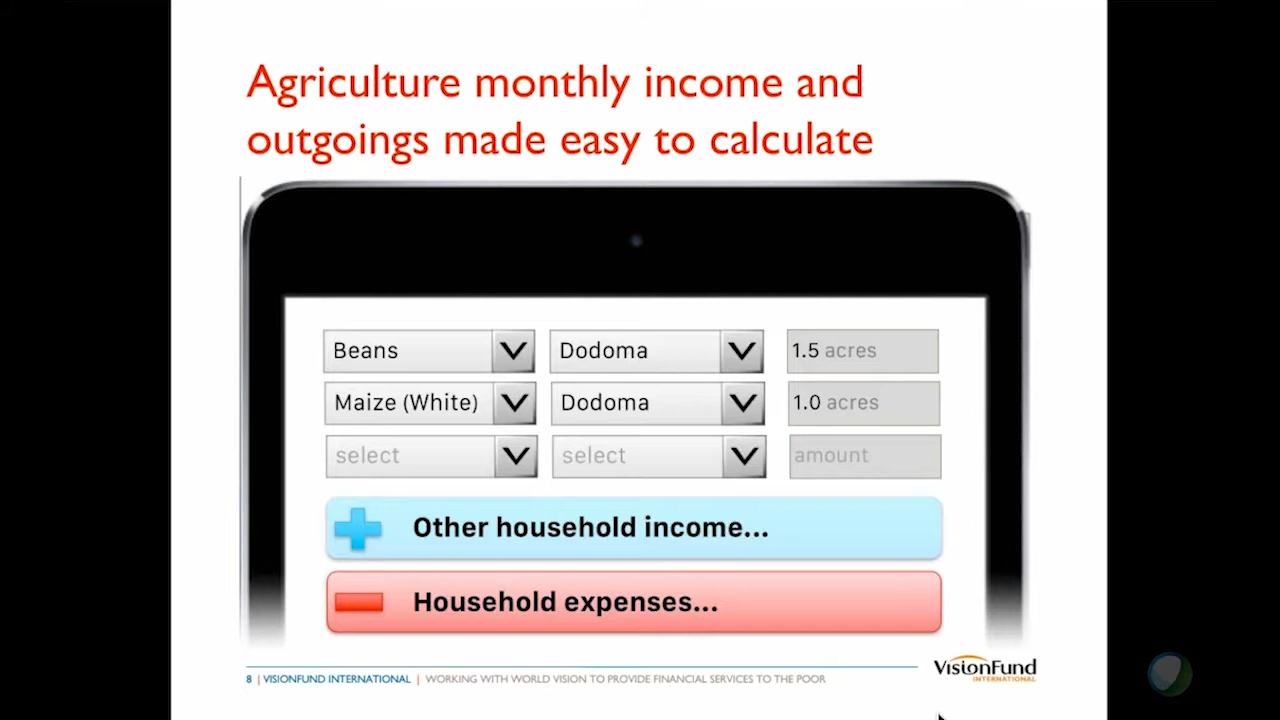 Agriculture monthly income and
outgoings made easy to calculate
Beans Dodoma 1.5 acres
Maize (White) Dodoma 1.0 acres
select select amount
Other household income...
Household expenses...
8 | VISIONFUND INTERNATIONAL | WORKING WITH WORLD VISION TO PROVIDE FINANCIAL SERVICES TO THE POOR
VisionFund
INTERNATIONAL